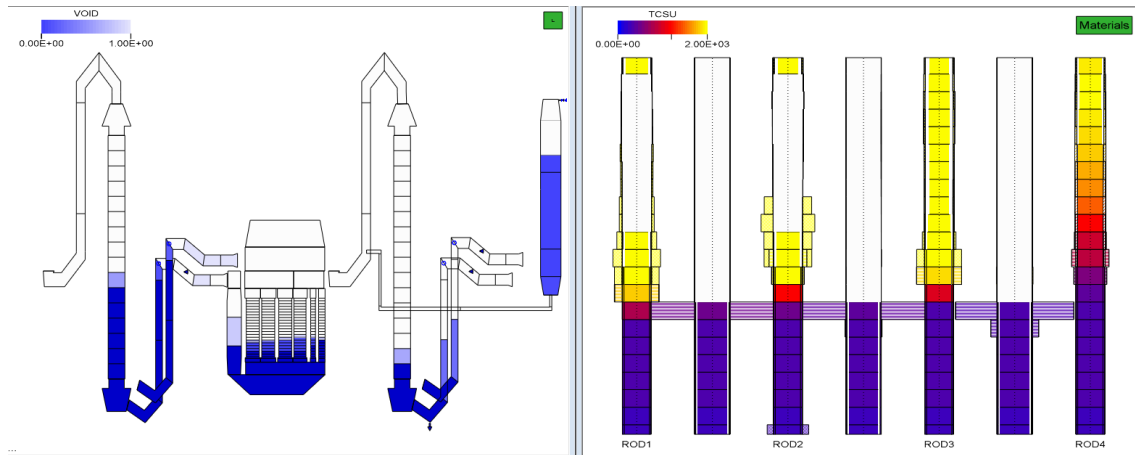 VOID
0.00E+00 1.00E+00
L
...
TCSU
0.00E+00 2.00E+03
Materials
ROD1 ROD2 ROD3 ROD4